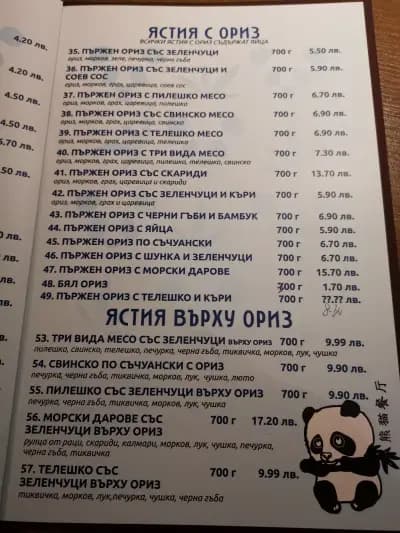 4.20 лв.
4.20 лв.
4.50 лв.
4.50 лв.
ЯСТИЯ С ОРИЗ
ВСИЧКИ ЯСТИЯ С ОРИЗ СЪДЪРЖАТ ЯЙЦА
35. ПЪРЖЕН ОРИЗ СЪС ЗЕЛЕНЧУЦИ 700 г 5.50 лв.
ориз, моркови, зеле, печурка, черна гъба
36. ПЪРЖЕН ОРИЗ СЪС ЗЕЛЕНЧУЦИ И 700 г 5.90 лв.
СОЕВ СОС
ориз, моркови, грах, царевица, соев сос
37. ПЪРЖЕН ОРИЗ С ПИЛЕШКО МЕСО 700 г 6.70 лв.
ориз, морков, грах, царевица, пилешко
38. ПЪРЖЕН ОРИЗ СЪС СВИНСКО МЕСО 700 г 6.90 лв.
ориз, морков, грах, царевица, свинско
39. ПЪРЖЕН ОРИЗ С ТЕЛЕШКО МЕСО 700 г 6.90 лв.
ориз, морков, грах, царевица, телешко
40. ПЪРЖЕН ОРИЗ С ТРИ ВИДА МЕСО 700 г 7.30 лв.
ориз, морков, грах, царевица, пилешко, телешко, свинско
41. ПЪРЖЕН ОРИЗ СЪС СКАРИДИ 700 г 13.70 лв.
ориз, морков, грах, царевица и скариди
42. ПЪРЖЕН ОРИЗ СЪС ЗЕЛЕНЧУЦИ И КЪРИ 700 г 5.90 лв.
ориз, морков, грах и царевица
43. ПЪРЖЕН ОРИЗ С ЧЕРНИ ГЪБИ И БАМБУК 700 г 6.90 лв.
44. ПЪРЖЕН ОРИЗ С ЯЙЦА 700 г 5.90 лв.
45. ПЪРЖЕН ОРИЗ ПО СЪЧУАНСКИ 700 г 6.70 лв.
46. ПЪРЖЕН ОРИЗ С ШУНКА И ЗЕЛЕНЧУЦИ 700 г 6.70 лв.
47. ПЪРЖЕН ОРИЗ С МОРСКИ ДАРОВЕ 700 г 15.70 лв.
48. БЯЛ ОРИЗ 00 г 1.70 лв.
49. ПЪРЖЕН ОРИЗ С ТЕЛЕШКО И КЪРИ 700 г ??.?? лв.
ЯСТИЯ ВЪРХУ ОРИЗ
53. ТРИ ВИДА МЕСО СЪС ЗЕЛЕНЧУЦИ ВЪРХУ ОРИЗ 700 г 9.99 лв.
пилешко, свинско, телешко, печурка, черна гъба, тиквичка, морков, лук, чушка
54. СВИНСКО ПО СЪЧУАНСКИ С ОРИЗ 700 г 9.90 лв.
печурка, черна гъба, тиквичка, морков, лук, чушка, люто
55. ПИЛЕШКО СЪС ЗЕЛЕНЧУЦИ ВЪРХУ ОРИЗ 700 г 9.90 лв.
печурка, черна гъба, тиквичка, морков, лук, чушка
56. МОРСКИ ДАРОВЕ СЪС 700 г 17.20 лв.
ЗЕЛЕНЧУЦИ ВЪРХУ ОРИЗ
рулца от раци, скариди, калмари, морков, лук, чушка, печурка,
черна гъба, тиквичка
57. ТЕЛЕШКО СЪС 700 г 9.99 лв.
ЗЕЛЕНЧУЦИ ВЪРХУ ОРИЗ
тиквичка, морков, лук,печурка, чушка, черна гъба
熊猫餐厅